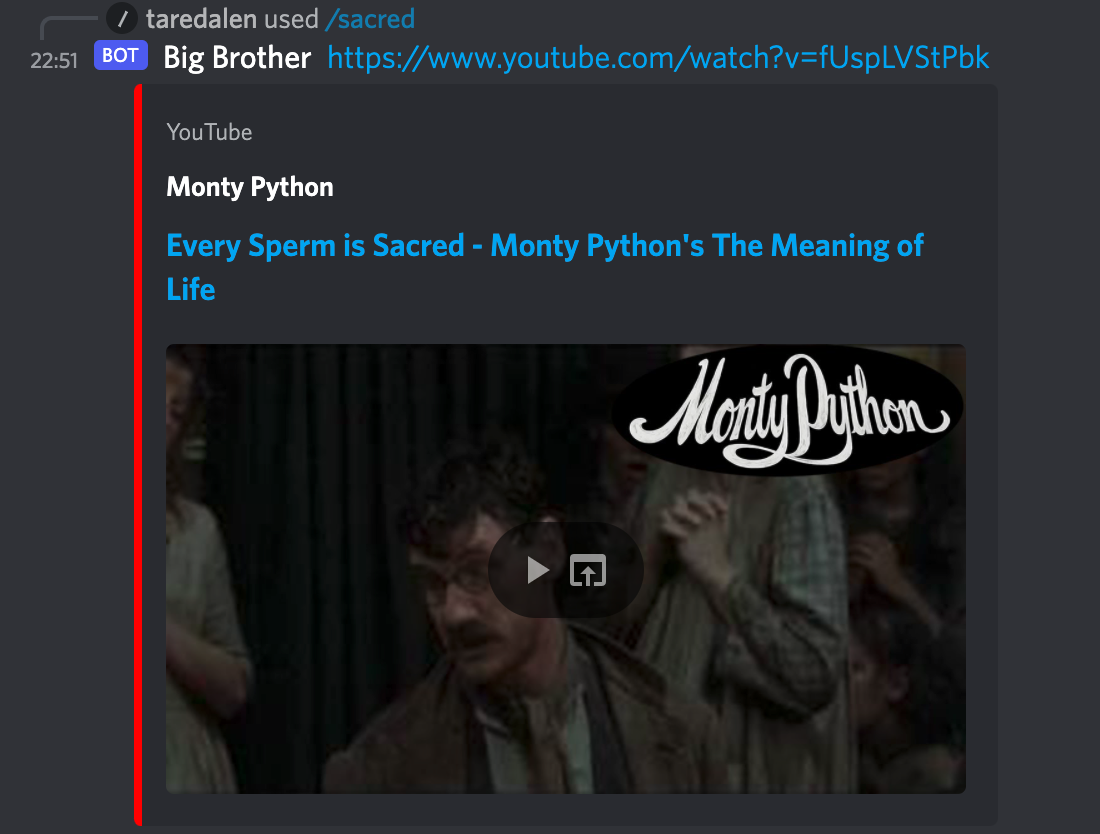 taredalen used /sacred
22:51 BOT Big Brother https://www.youtube.com/watch?v=fUspLVStPbk
YouTube
Monty Python
Every Sperm is Sacred - Monty Python's The Meaning of
Life
Monty Python